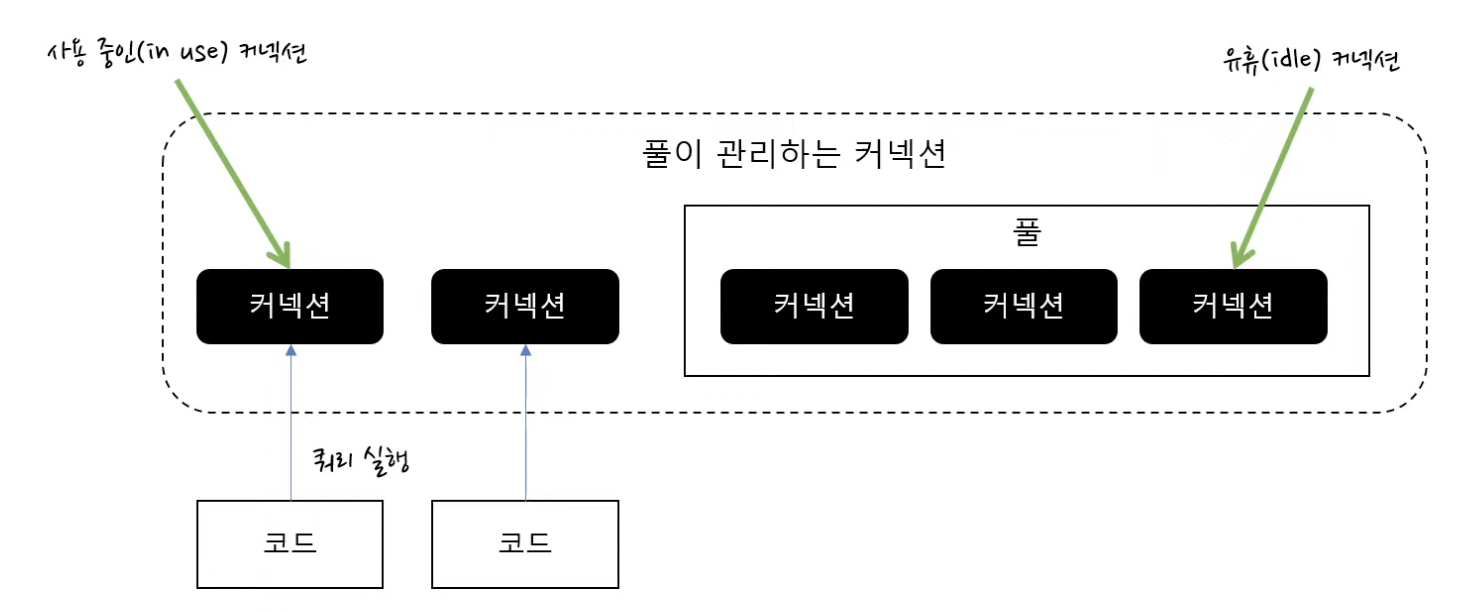 사용 중인(in use) 커넥션
유휴(idle) 커넥션
풀이 관리하는 커넥션
풀
커넥션
커넥션
커넥션
커넥션
커넥션
쿼리 실행
코드
코드